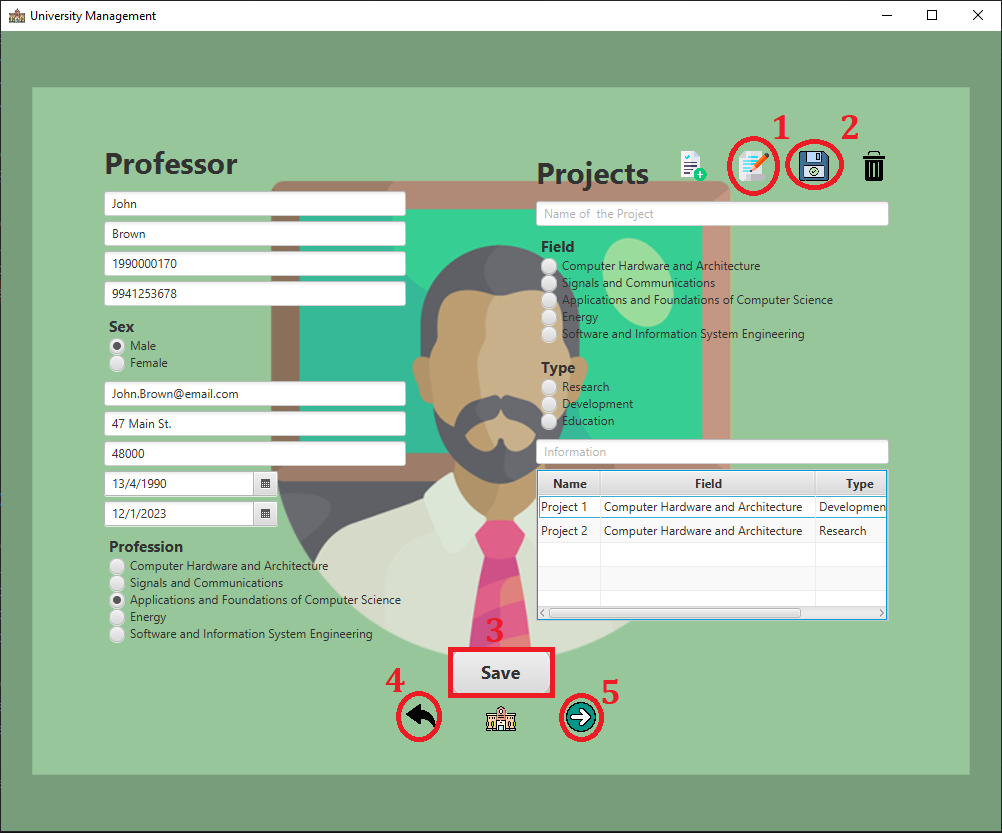 University Management
1 2
Professor
John
Brown
1990000170
9941253678
Sex
Male
Female
John.Brown@email.com
47 Main St.
48000
13/4/1990
12/1/2023
Profession
Computer Hardware and Architecture
Signals and Communications
Applications and Foundations of Computer Science
Energy
Software and Information System Engineering
Projects
Name of the Project
Field
Computer Hardware and Architecture
Signals and Communications
Applications and Foundations of Computer Science
Energy
Software and Information System Engineering
Type
Research
Development
Education
Information
Name Field Type
Project 1 Computer Hardware and Architecture Developmen
Project 2 Computer Hardware and Architecture Research
3
Save
4 5